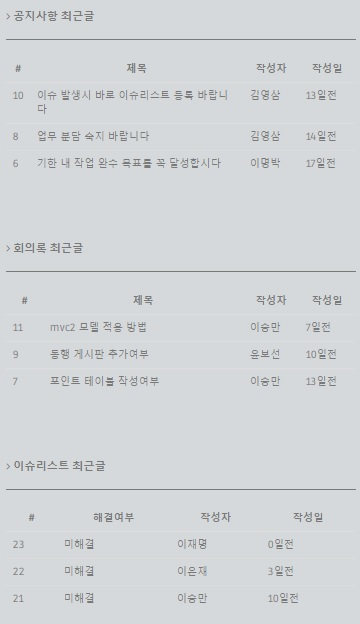 > 공지사항 최근글
# 제목 작성자 작성일
10 이슈 발생시 바로 이슈리스트 등록 바랍니 김영삼 13일전
다
8 업무 분담 숙지 바랍니다 김영삼 14일전
6 기한 내 작업 완수 목표를 꼭 달성합시다 이명박 17일전
> 회의록 최근글
# 제목 작성자 작성일
11 mvc2 모델 적용 방법 이승만 7일전
9 동행 게시판 추가여부 윤보선 10일전
7 포인트 테이블 작성여부 이승만 13일전
> 이슈리스트 최근글
# 해결여부 작성자 작성일
23 미해결 이재명 0일전
22 미해결 이은재 3일전
21 미해결 이승만 10일전